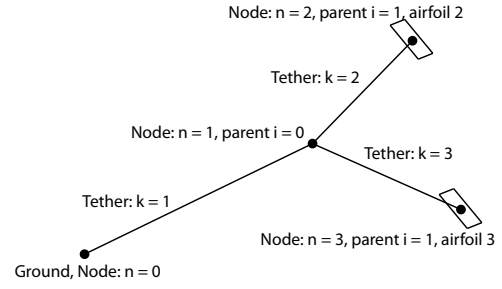 Node: n = 2, parent i = 1, airfoil 2
Tether: k = 2
Node: n = 1, parent i = 0
Tether: k = 3
Tether: k = 1
Node: n = 3, parent i = 1, airfoil 3
Ground, Node: n = 0